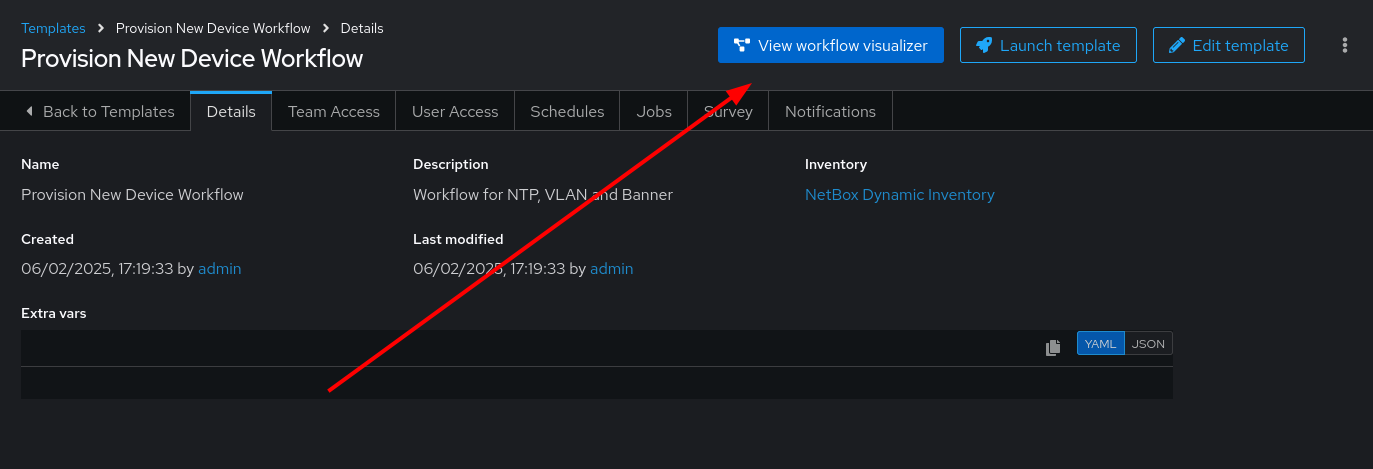 Templates > Provision New Device Workflow > Details
Provision New Device Workflow
View workflow visualizer Launch template Edit template
Back to Templates Details Team Access User Access Schedules Jobs Survey Notifications
Name Description Inventory
Provision New Device Workflow Workflow for NTP, VLAN and Banner NetBox Dynamic Inventory
Created Last modified
06/02/2025, 17:19:33 by admin 06/02/2025, 17:19:33 by admin
Extra vars
YAML JSON